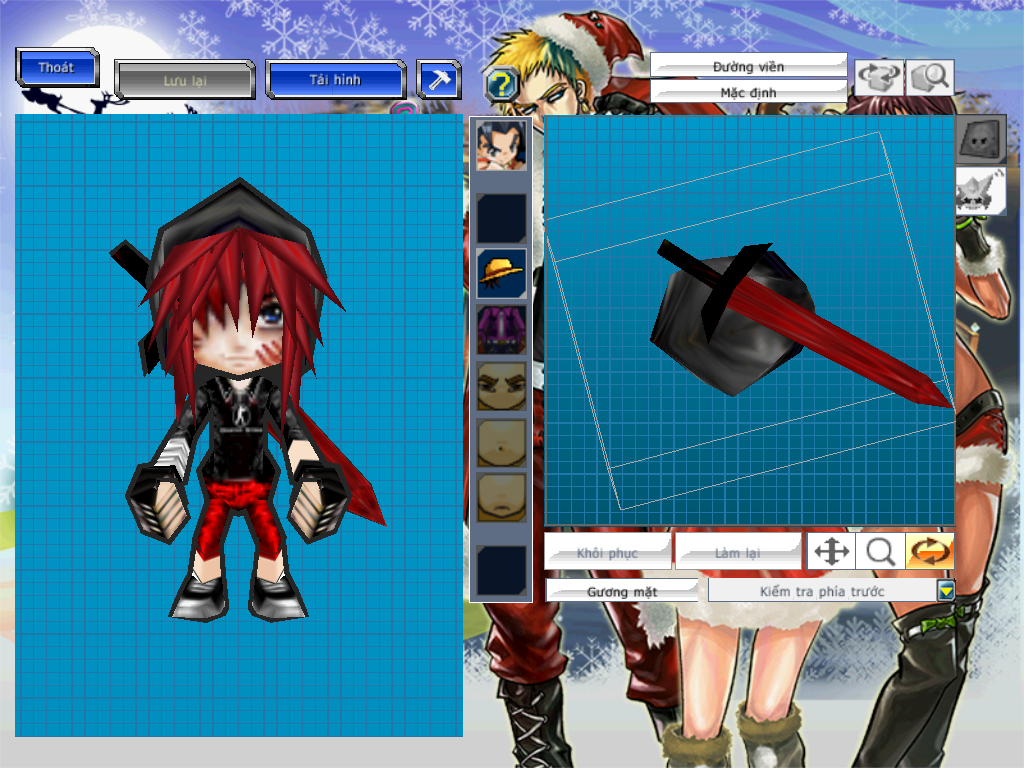 Thoát
Lưu lại
Tải hình
?
Đường viền
Mặc định
Khôi phục
Làm lại
Gương mặt
Kiểm tra phía trước